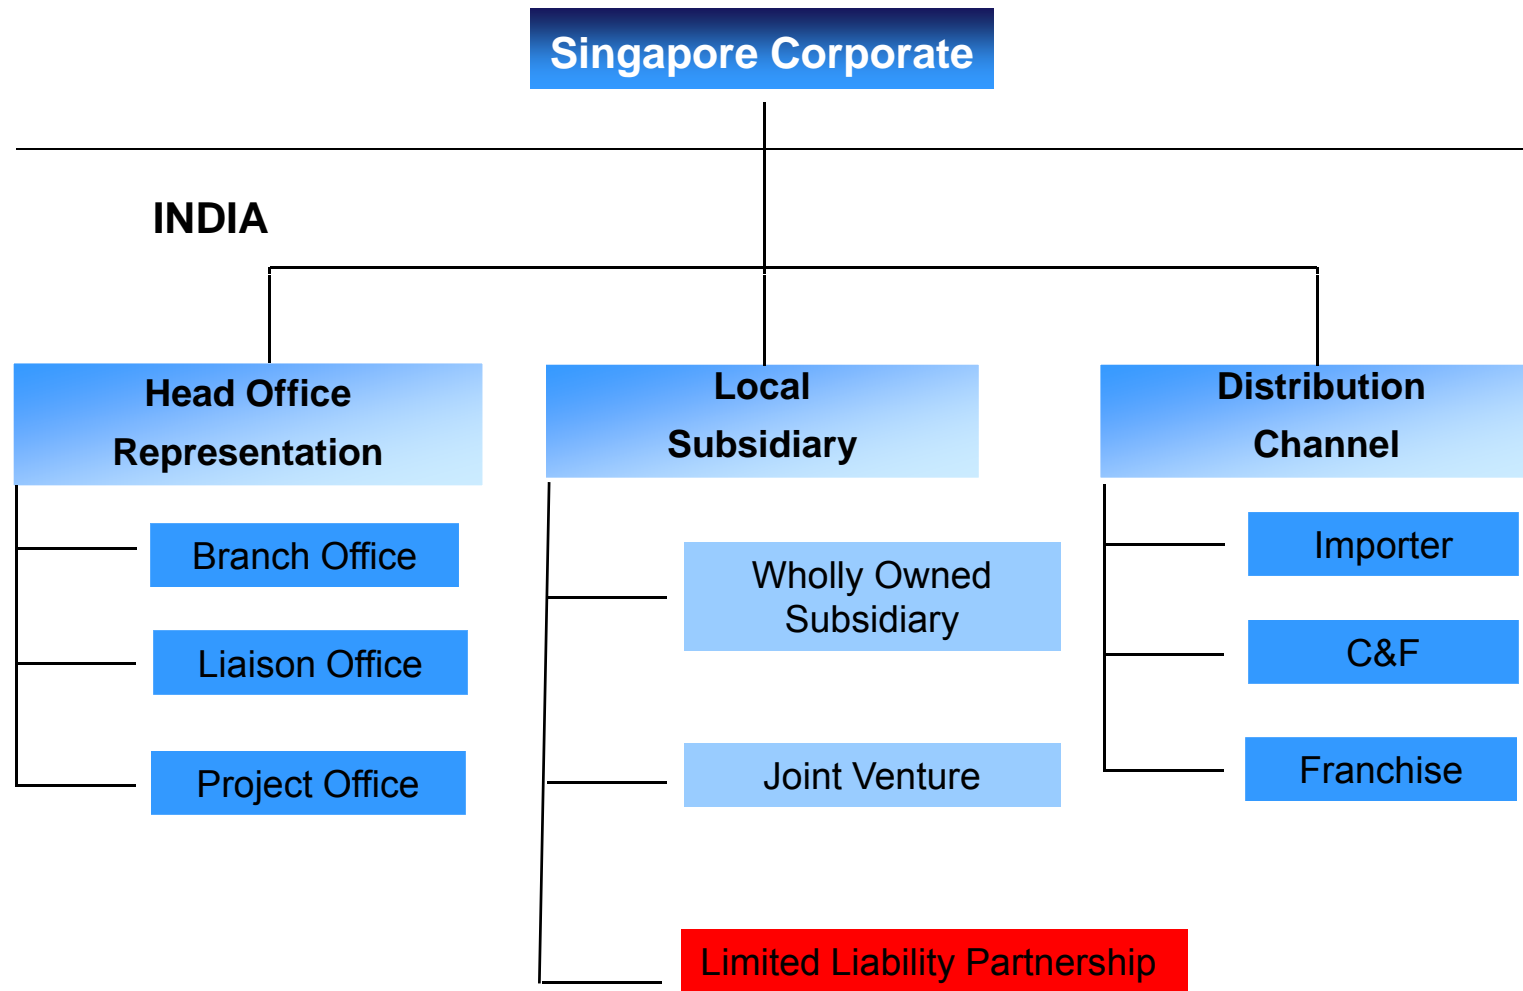 Singapore Corporate
INDIA
Head Office
Representation
Branch Office
Liaison Office
Project Office
Local
Subsidiary
Wholly Owned
Subsidiary
Joint Venture
Limited Liability Partnership
Distribution
Channel
Importer
C&F
Franchise